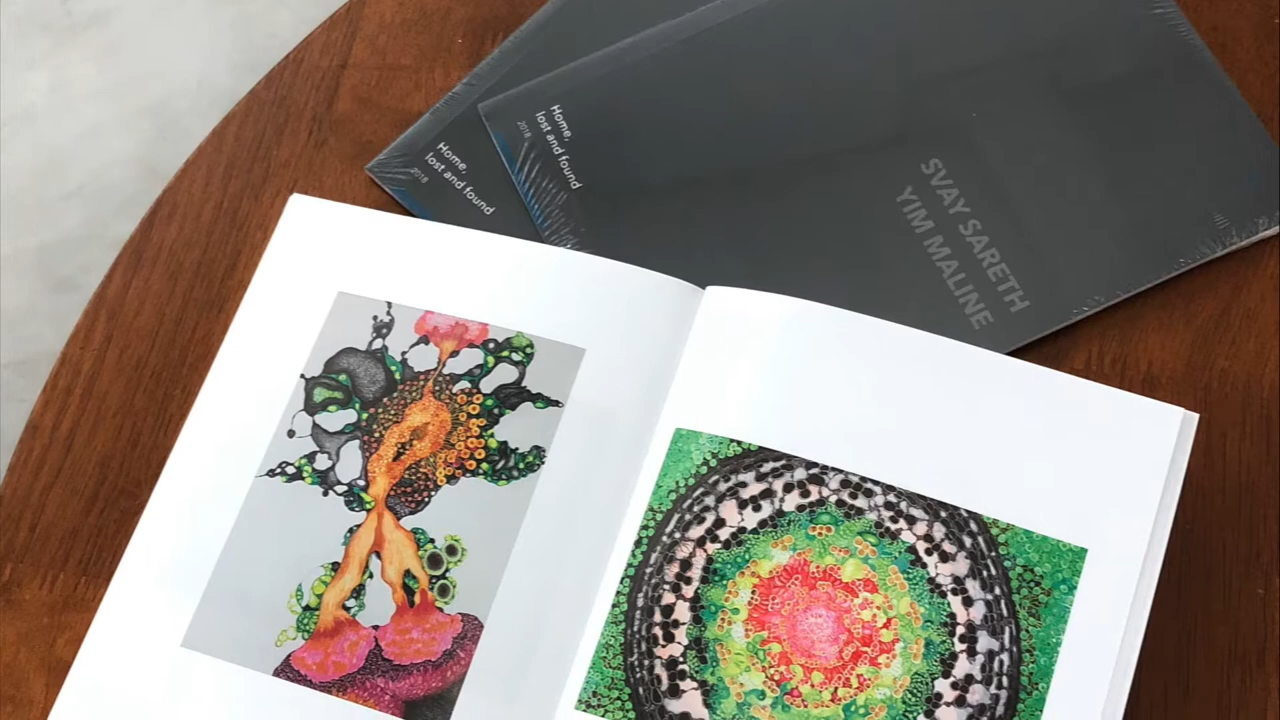 Home,
lost and found
2018
Home,
lost and found
2018
SVAY SARETH
YIM MALINE